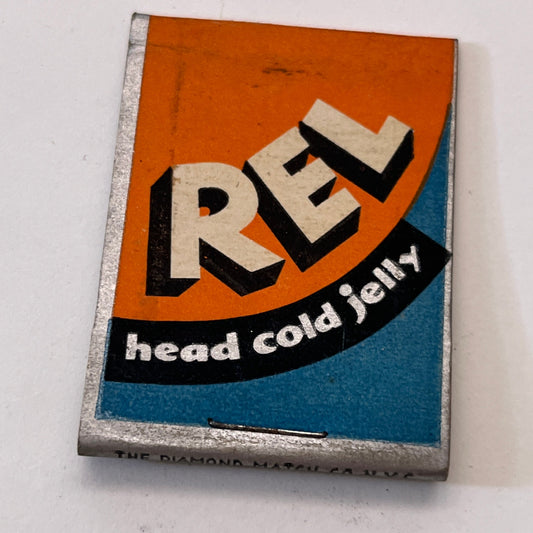 REL
head cold jelly
THE DIAMOND MATCH CO. N.Y.C.